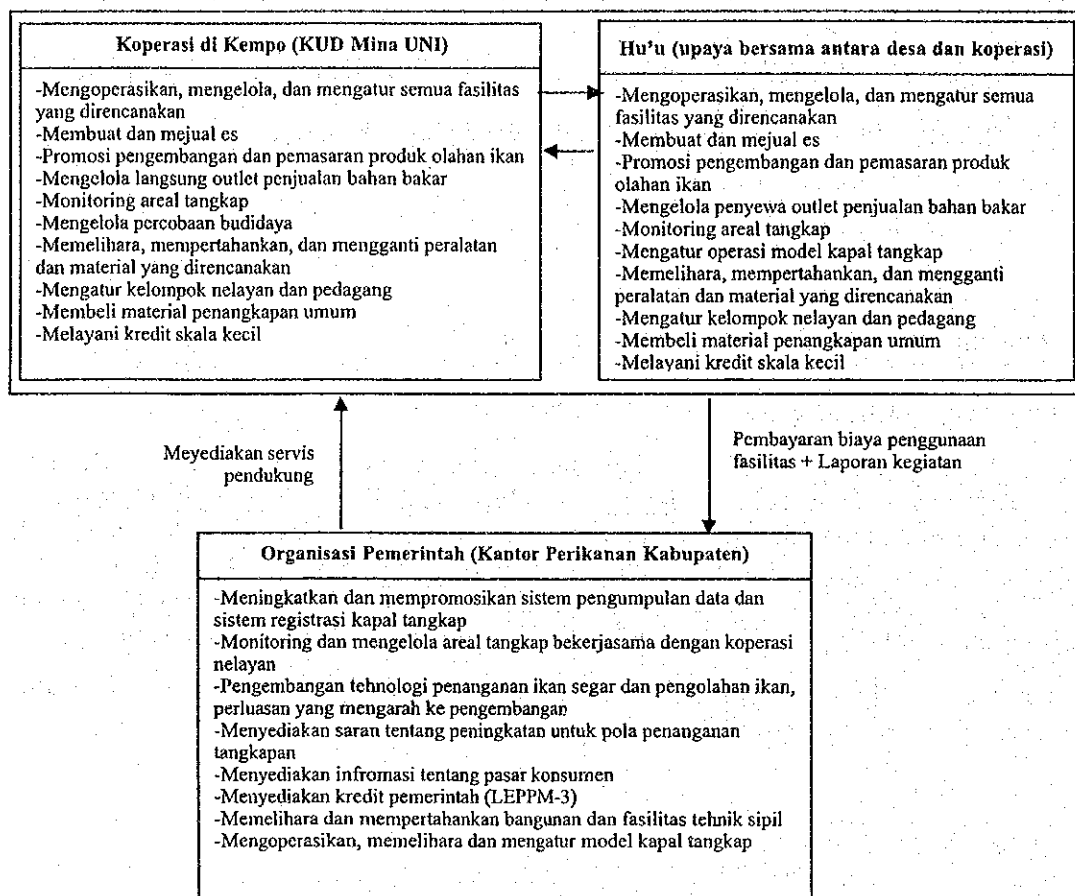 Koperasi di Kempo (KUD Mina UNI)
-Mengoperasikan, mengelola, dan mengatur semua fasilitas
yang direncanakan
-Membuat dan mejual es
-Promosi pengembangan dan pemasaran produk olahan ikan
-Mengelola langsung outlet penjualan bahan bakar
-Monitoring areal tangkap
-Mengelola percobaan budidaya
-Memelihara, mempertahankan, dan mengganti peralatan
dan material yang direncanakan
-Mengatur kelompok nelayan dan pedagang
-Membeli material penangkapan umum
-Melayani kredit skala kecil
Hu'u (upaya bersama antara desa dan koperasi)
-Mengoperasikan, mengelola, dan mengatur semua
fasilitas yang direncanakan
-Membuat dan mejual es
-Promosi pengembangan dan pemasaran produk
olahan ikan
-Mengelola penyewa outlet penjualan bahan bakar
-Monitoring areal tangkap
-Mengatur operasi model kapal tangkap
-Memelihara, mempertahankan, dan mengganti
peralatan dan material yang direncanakan
-Mengatur kelompok nelayan dan pedagang
-Membeli material penangkapan umum
-Melayani kredit skala kecil
Meyediakan servis
pendukung
Pembayaran biaya penggunaan
fasilitas + Laporan kegiatan
Organisasi Pemerintah (Kantor Perikanan Kabupaten)
-Meningkatkan dan mempromosikan sistem pengumpulan data dan
sistem registrasi kapal tangkap
-Monitoring dan mengelola areal tangkap bekerjasama dengan koperasi
nelayan
-Pengembangan tehnologi penanganan ikan segar dan pengolahan ikan,
perluasan yang mengarah ke pengembangan
-Menyediakan saran tentang peningkatan untuk pola penanganan
tangkapan
-Menyediakan infromasi tentang pasar konsumen
-Menyediakan kredit pemerintah (LEPPM-3)
-Memelihara dan mempertahankan bangunan dan fasilitas tehnik sipil
-Mengoperasikan, memelihara dan mengatur model kapal tangkap